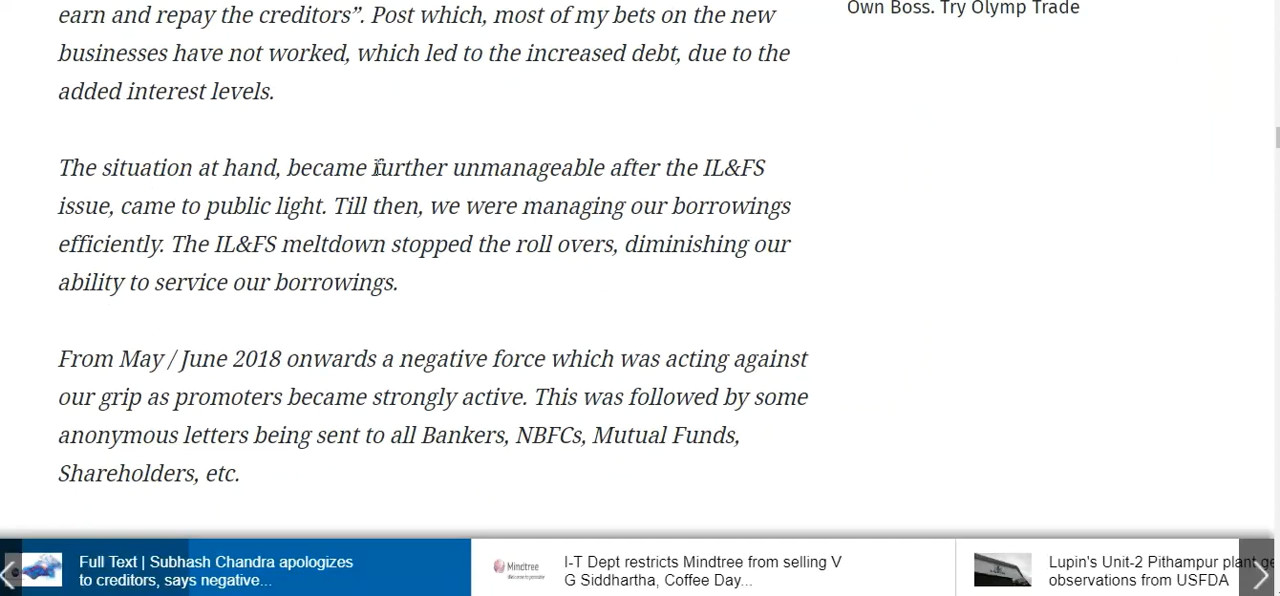 earn and repay the creditors”. Post which, most of my bets on the new
businesses have not worked, which led to the increased debt, due to the
added interest levels.
The situation at hand, became further unmanageable after the IL&FS
issue, came to public light. Till then, we were managing our borrowings
efficiently. The IL&FS meltdown stopped the roll overs, diminishing our
ability to service our borrowings.
From May / June 2018 onwards a negative force which was acting against
our grip as promoters became strongly active. This was followed by some
anonymous letters being sent to all Bankers, NBFCs, Mutual Funds,
Shareholders, etc.
Own Boss. Try Olymp Trade
Full Text | Subhash Chandra apologizes
to creditors, says negative...
Mindtree
I-T Dept restricts Mindtree from selling V
G Siddhartha, Coffee Day...
Lupin's Unit-2 Pithampur plant ge
observations from USFDA